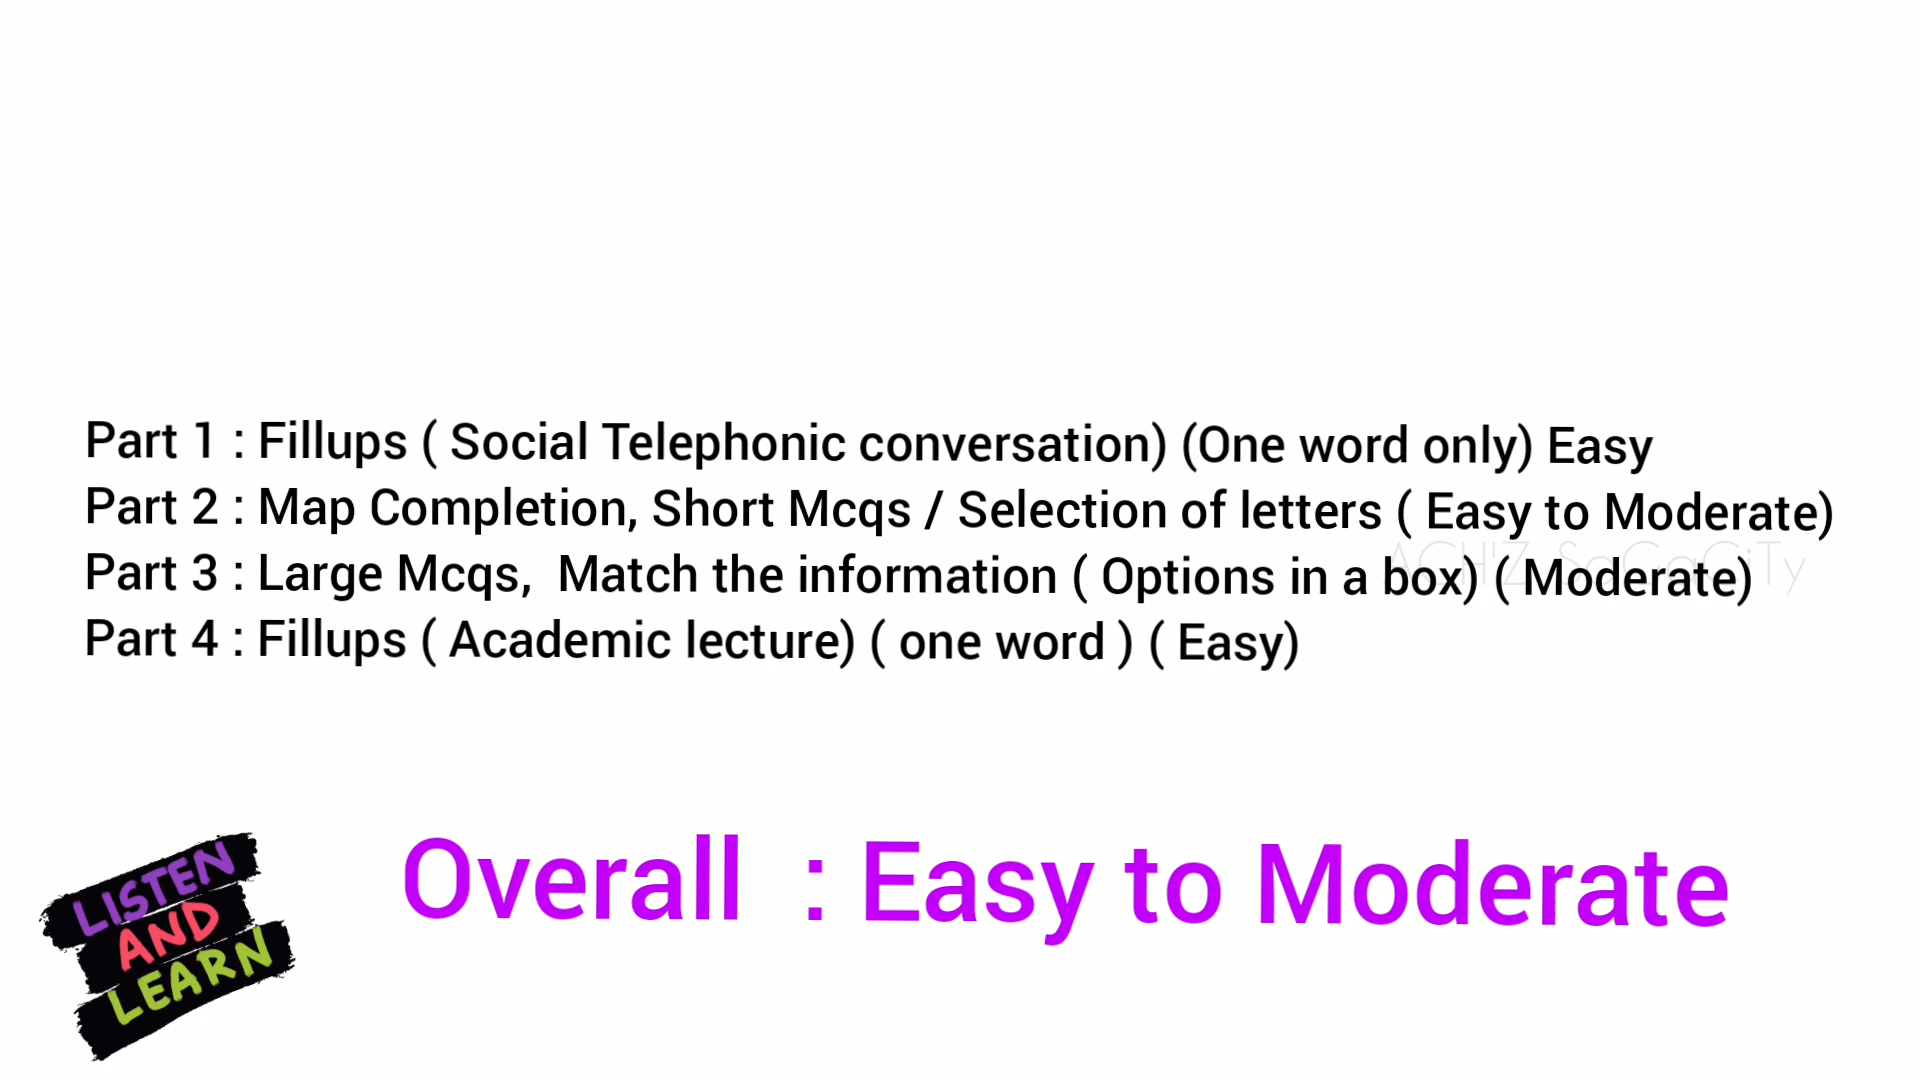 Part 1 : Fillups ( Social Telephonic conversation) (One word only) Easy
Part 2 : Map Completion, Short Mcqs / Selection of letters ( Easy to Moderate)
Part 3 : Large Mcqs,  Match the information ( Options in a box) ( Moderate)
ACH'Z SaGaCiTy
Part 4 : Fillups ( Academic lecture) ( one word ) ( Easy)
Overall  : Easy to Moderate
LISTEN
AND
LEARN